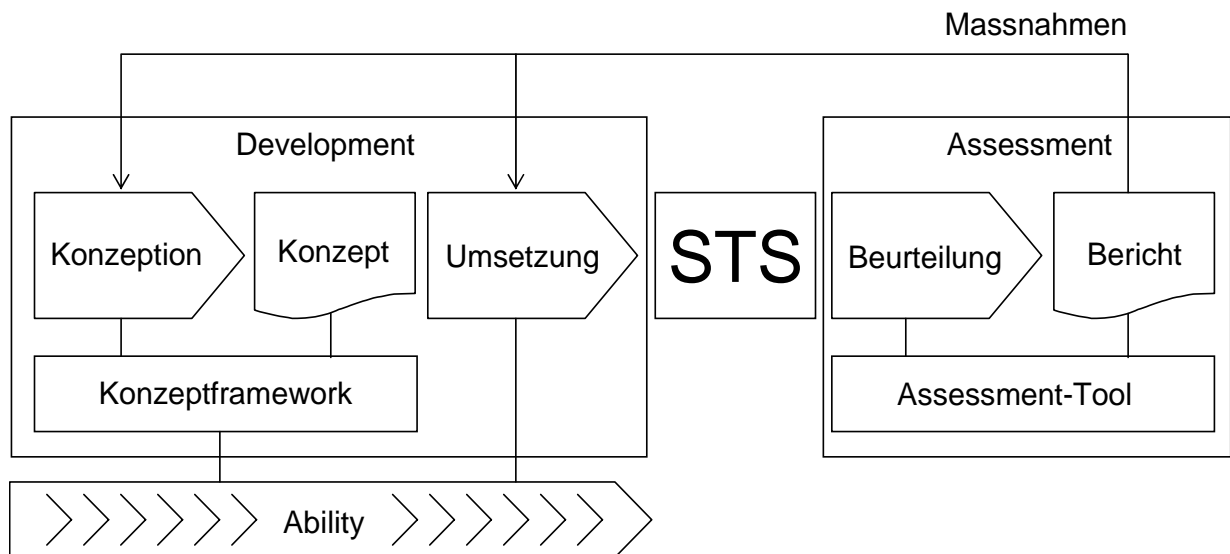 Massnahmen
Development
Assessment
Konzeption
Konzept
Umsetzung
STS
Beurteilung
Bericht
Konzeptframework
Assessment-Tool
Ability